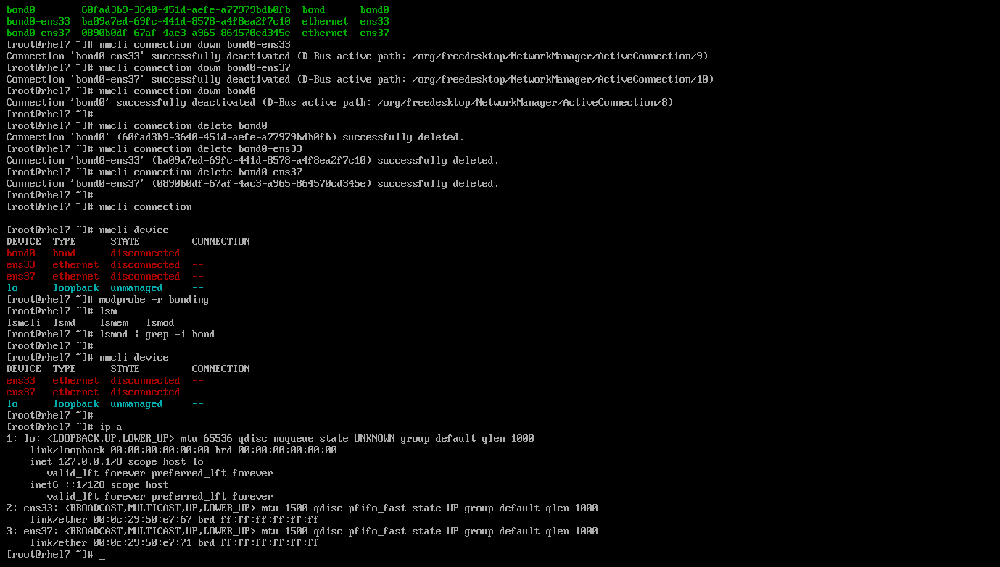 bond0        60fad3b9-3640-451d-aefe-a77979bdb0fb  bond      bond0
bond0-ens33  ba09a7ed-69fc-441d-8578-a4f8ea2f7c10  ethernet  ens33
bond0-ens37  0890b0df-67af-4ac3-a965-864570cd345e  ethernet  ens37
[root@rhel7 ~]# nmcli connection down bond0-ens33
Connection 'bond0-ens33' successfully deactivated (D-Bus active path: /org/freedesktop/NetworkManager/ActiveConnection/9)
[root@rhel7 ~]# nmcli connection down bond0-ens37
Connection 'bond0-ens37' successfully deactivated (D-Bus active path: /org/freedesktop/NetworkManager/ActiveConnection/10)
[root@rhel7 ~]# nmcli connection down bond0
Connection 'bond0' successfully deactivated (D-Bus active path: /org/freedesktop/NetworkManager/ActiveConnection/8)
[root@rhel7 ~]#
[root@rhel7 ~]# nmcli connection delete bond0
Connection 'bond0' (60fad3b9-3640-451d-aefe-a77979bdb0fb) successfully deleted.
[root@rhel7 ~]# nmcli connection delete bond0-ens33
Connection 'bond0-ens33' (ba09a7ed-69fc-441d-8578-a4f8ea2f7c10) successfully deleted.
[root@rhel7 ~]# nmcli connection delete bond0-ens37
Connection 'bond0-ens37' (0890b0df-67af-4ac3-a965-864570cd345e) successfully deleted.
[root@rhel7 ~]#
[root@rhel7 ~]# nmcli connection

[root@rhel7 ~]# nmcli device
DEVICE  TYPE      STATE         CONNECTION
bond0   bond      disconnected  --
ens33   ethernet  disconnected  --
ens37   ethernet  disconnected  --
lo      loopback  unmanaged     --
[root@rhel7 ~]# modprobe -r bonding
[root@rhel7 ~]# lsm
lsmcli  lsmd    lsmem   lsmod
[root@rhel7 ~]# lsmod | grep -i bond
[root@rhel7 ~]#
[root@rhel7 ~]# nmcli device
DEVICE  TYPE      STATE         CONNECTION
ens33   ethernet  disconnected  --
ens37   ethernet  disconnected  --
lo      loopback  unmanaged     --
[root@rhel7 ~]#
[root@rhel7 ~]# ip a
1: lo: <LOOPBACK,UP,LOWER_UP> mtu 65536 qdisc noqueue state UNKNOWN group default qlen 1000
    link/loopback 00:00:00:00:00:00 brd 00:00:00:00:00:00
    inet 127.0.0.1/8 scope host lo
       valid_lft forever preferred_lft forever
    inet6 ::1/128 scope host
       valid_lft forever preferred_lft forever
2: ens33: <BROADCAST,MULTICAST,UP,LOWER_UP> mtu 1500 qdisc pfifo_fast state UP group default qlen 1000
    link/ether 00:0c:29:50:e7:67 brd ff:ff:ff:ff:ff:ff
3: ens37: <BROADCAST,MULTICAST,UP,LOWER_UP> mtu 1500 qdisc pfifo_fast state UP group default qlen 1000
    link/ether 00:0c:29:50:e7:71 brd ff:ff:ff:ff:ff:ff
[root@rhel7 ~]# _